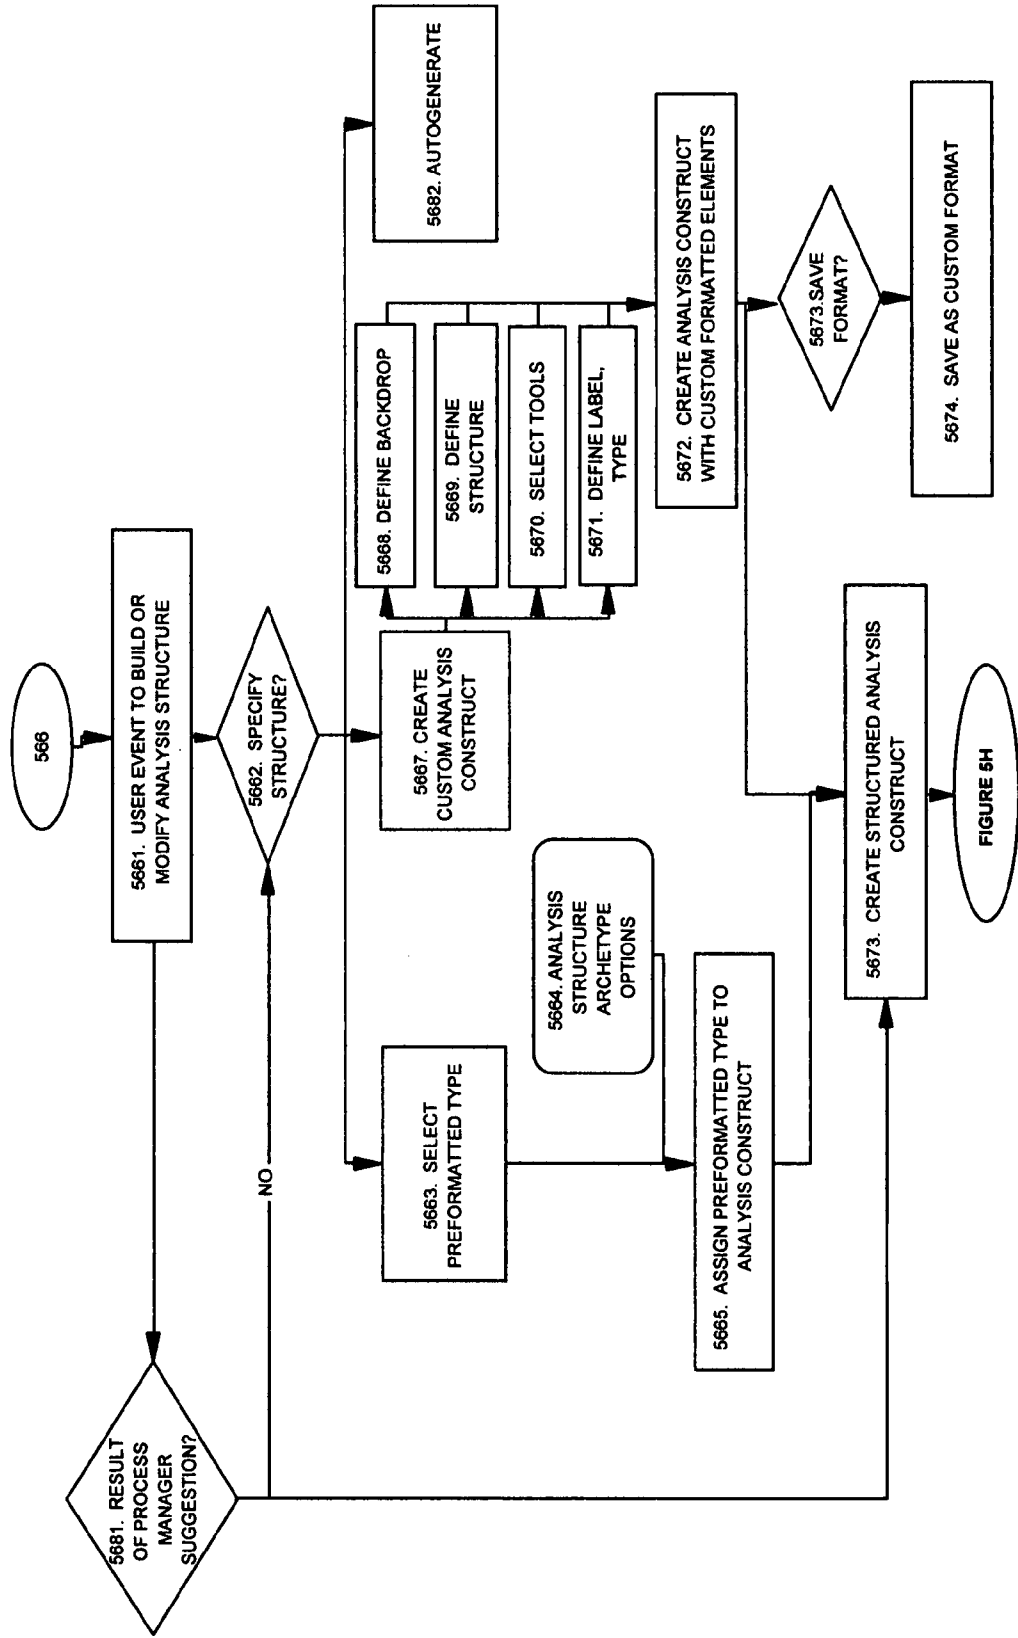 566
5661. USER EVENT TO BUILD OR
MODIFY ANALYSIS STRUCTURE
5681. RESULT
OF PROCESS
MANAGER
SUGGESTION?
NO
5662. SPECIFY
STRUCTURE?
5663. SELECT
PREFORMATTED TYPE
5667. CREATE
CUSTOM ANALYSIS
CONSTRUCT
5682. AUTOGENERATE
5668. DEFINE BACKDROP
5669. DEFINE
STRUCTURE
5670. SELECT TOOLS
5671. DEFINE LABEL,
TYPE
5664. ANALYSIS
STRUCTURE
ARCHETYPE
OPTIONS
5665. ASSIGN PREFORMATTED TYPE TO
ANALYSIS CONSTRUCT
5672. CREATE ANALYSIS CONSTRUCT
WITH CUSTOM FORMATTED ELEMENTS
5673.SAVE
FORMAT?
5674. SAVE AS CUSTOM FORMAT
5673. CREATE STRUCTURED ANALYSIS
CONSTRUCT
FIGURE 5H